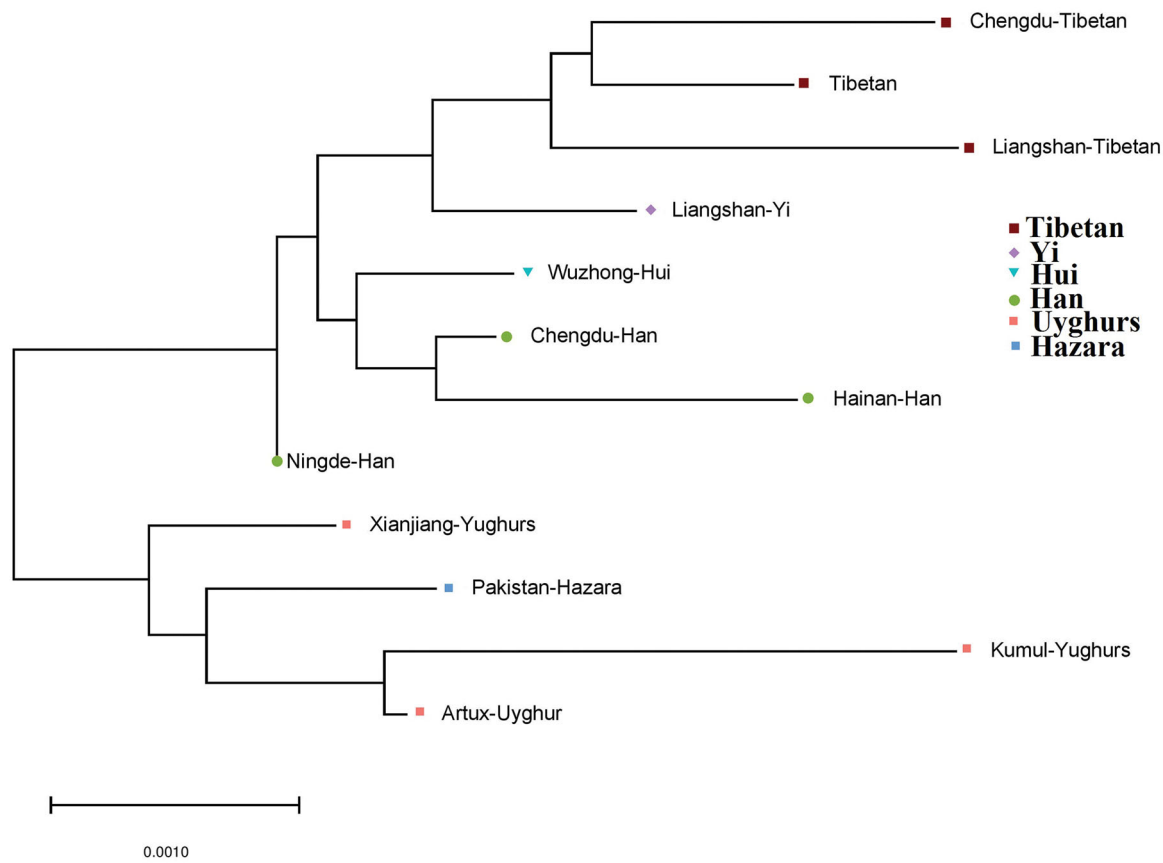 Chengdu-Tibetan
Tibetan
Liangshan-Tibetan
Liangshan-Yi
Wuzhong-Hui
Chengdu-Han
Hainan-Han
Ningde-Han
Xianjiang-Yughurs
Pakistan-Hazara
Kumul-Yughurs
Artux-Uyghur
Tibetan
Yi
Hui
Han
Uyghurs
Hazara
0.0010